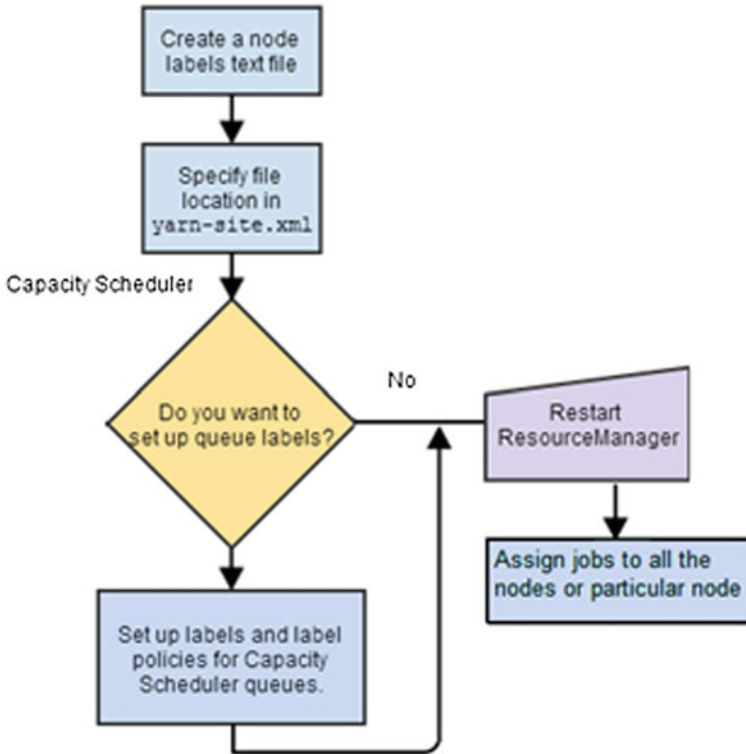 Create a node
labels text file
Specify file
location in
yarn-site.xml
Capacity Scheduler
Do you want to
set up queue labels?
No
Restart
ResourceManager
Assign jobs to all the
nodes or particular node
Set up labels and label
policies for Capacity
Scheduler queues.